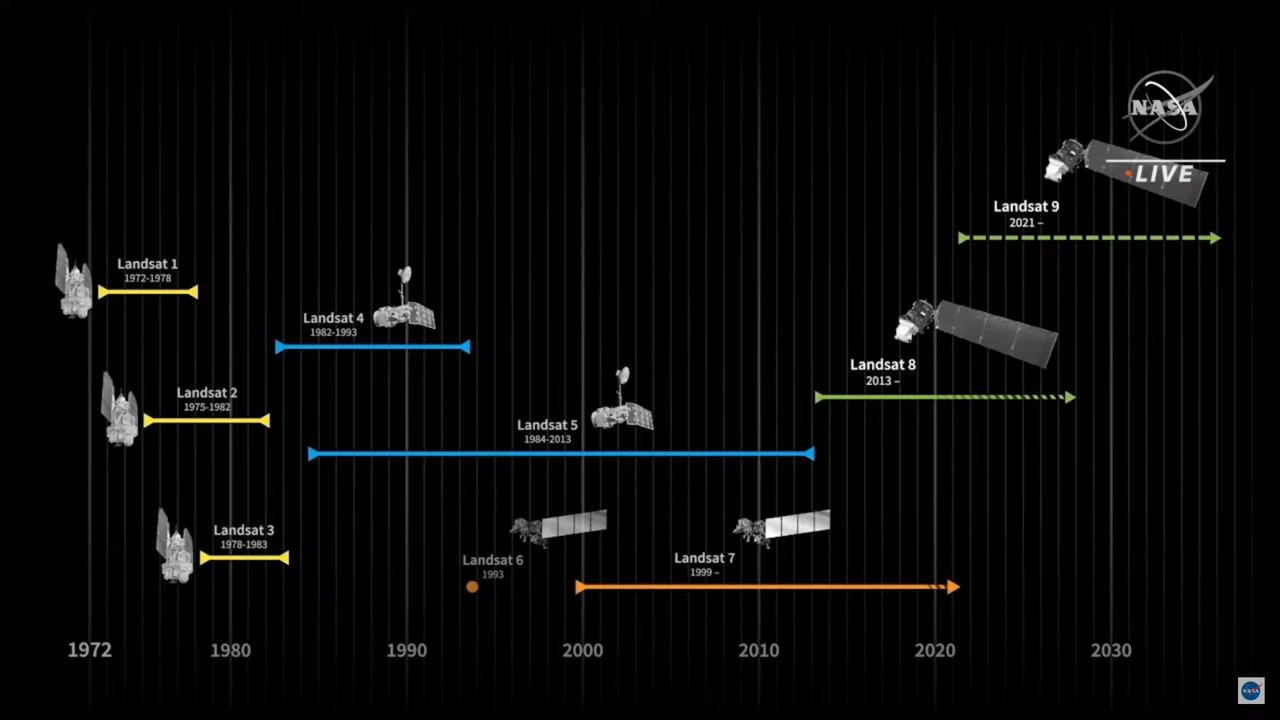 NASA
LIVE
Landsat 9
2021 –
Landsat 1
1972-1978
Landsat 4
1982-1993
Landsat 8
2013 –
Landsat 2
1975-1982
Landsat 5
1984-2013
Landsat 3
1978-1983
Landsat 6
1993
Landsat 7
1999 –
1972 1980 1990 2000 2010 2020 2030
NASA